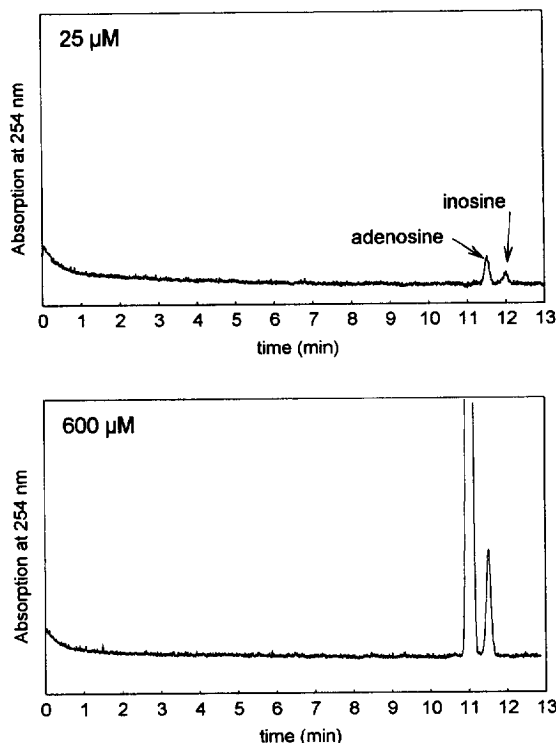 25 µM
Absorption at 254 nm
inosine
adenosine
0 1 2 3 4 5 6 7 8 9 10 11 12 13
time (min)
600 µM
Absorption at 254 nm
0 1 2 3 4 5 6 7 8 9 10 11 12 13
time (min)